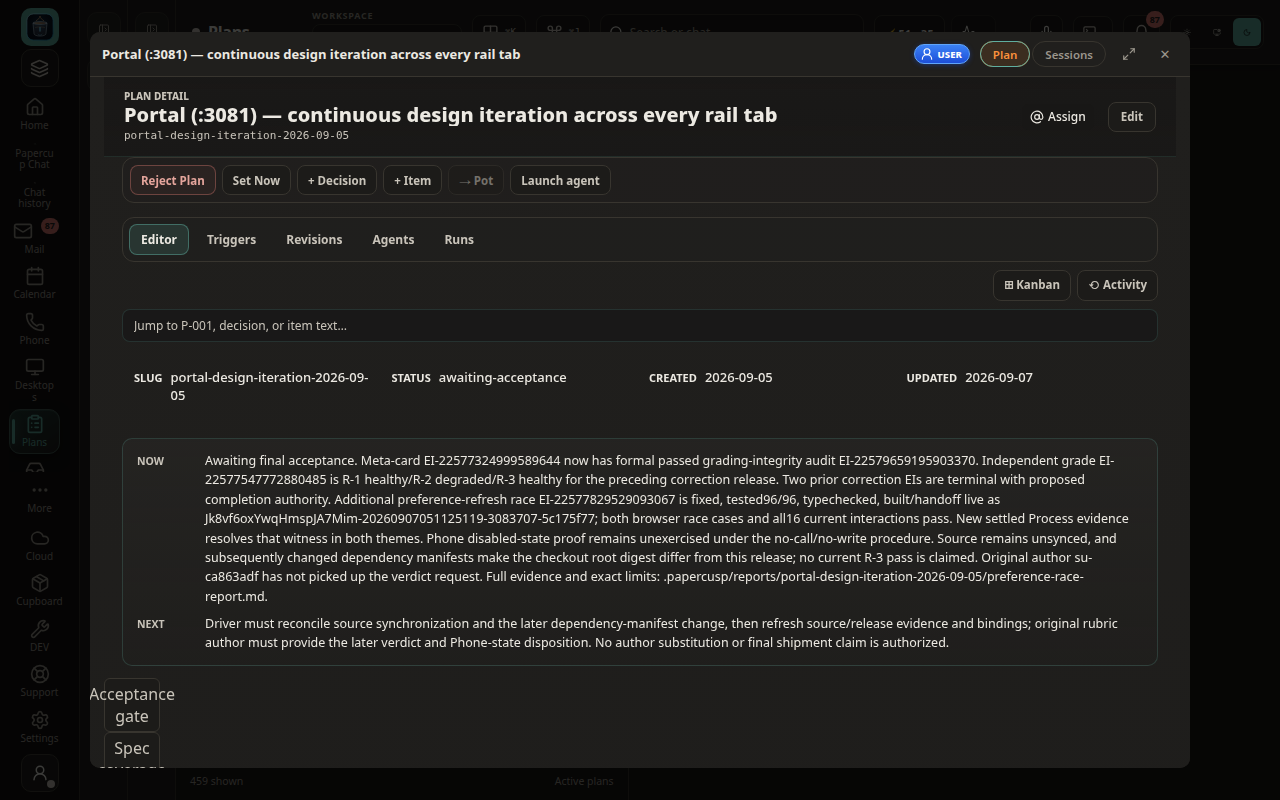 WORKSPACE
Plans
Search or chat
87
Portal (:3081) — continuous design iteration across every rail tab
USER
Plan
Sessions
PLAN DETAIL
Portal (:3081) — continuous design iteration across every rail tab
portal-design-iteration-2026-09-05
@ Assign
Edit
Reject Plan
Set Now
+ Decision
+ Item
→ Pot
Launch agent
Editor
Triggers
Revisions
Agents
Runs
⊞ Kanban
⟲ Activity
Jump to P-001, decision, or item text...
SLUG portal-design-iteration-2026-09-
05
STATUS awaiting-acceptance
CREATED 2026-09-05
UPDATED 2026-09-07
NOW
Awaiting final acceptance. Meta-card EI-22577324999589644 now has formal passed grading-integrity audit EI-22579659195903370. Independent grade EI-
22577547772880485 is R-1 healthy/R-2 degraded/R-3 healthy for the preceding correction release. Two prior correction EIs are terminal with proposed
completion authority. Additional preference-refresh race EI-22577829529093067 is fixed, tested96/96, typechecked, built/handoff live as
Jk8vf6oxYwqHmspJA7Mim-20260907051125119-3083707-5c175f77; both browser race cases and all16 current interactions pass. New settled Process evidence
resolves that witness in both themes. Phone disabled-state proof remains unexercised under the no-call/no-write procedure. Source remains unsynced, and
subsequently changed dependency manifests make the checkout root digest differ from this release; no current R-3 pass is claimed. Original author su-
ca863adf has not picked up the verdict request. Full evidence and exact limits: .papercusp/reports/portal-design-iteration-2026-09-05/preference-race-
report.md.
NEXT
Driver must reconcile source synchronization and the later dependency-manifest change, then refresh source/release evidence and bindings; original rubric
author must provide the later verdict and Phone-state disposition. No author substitution or final shipment claim is authorized.
Acceptance
gate
Spec
coverage
Home
Papercu
p Chat
Chat
history
87
Mail
Calendar
Phone
Desktop
s
Plans
More
Cloud
Cupboard
DEV
Support
Settings
459 shown
Active plans